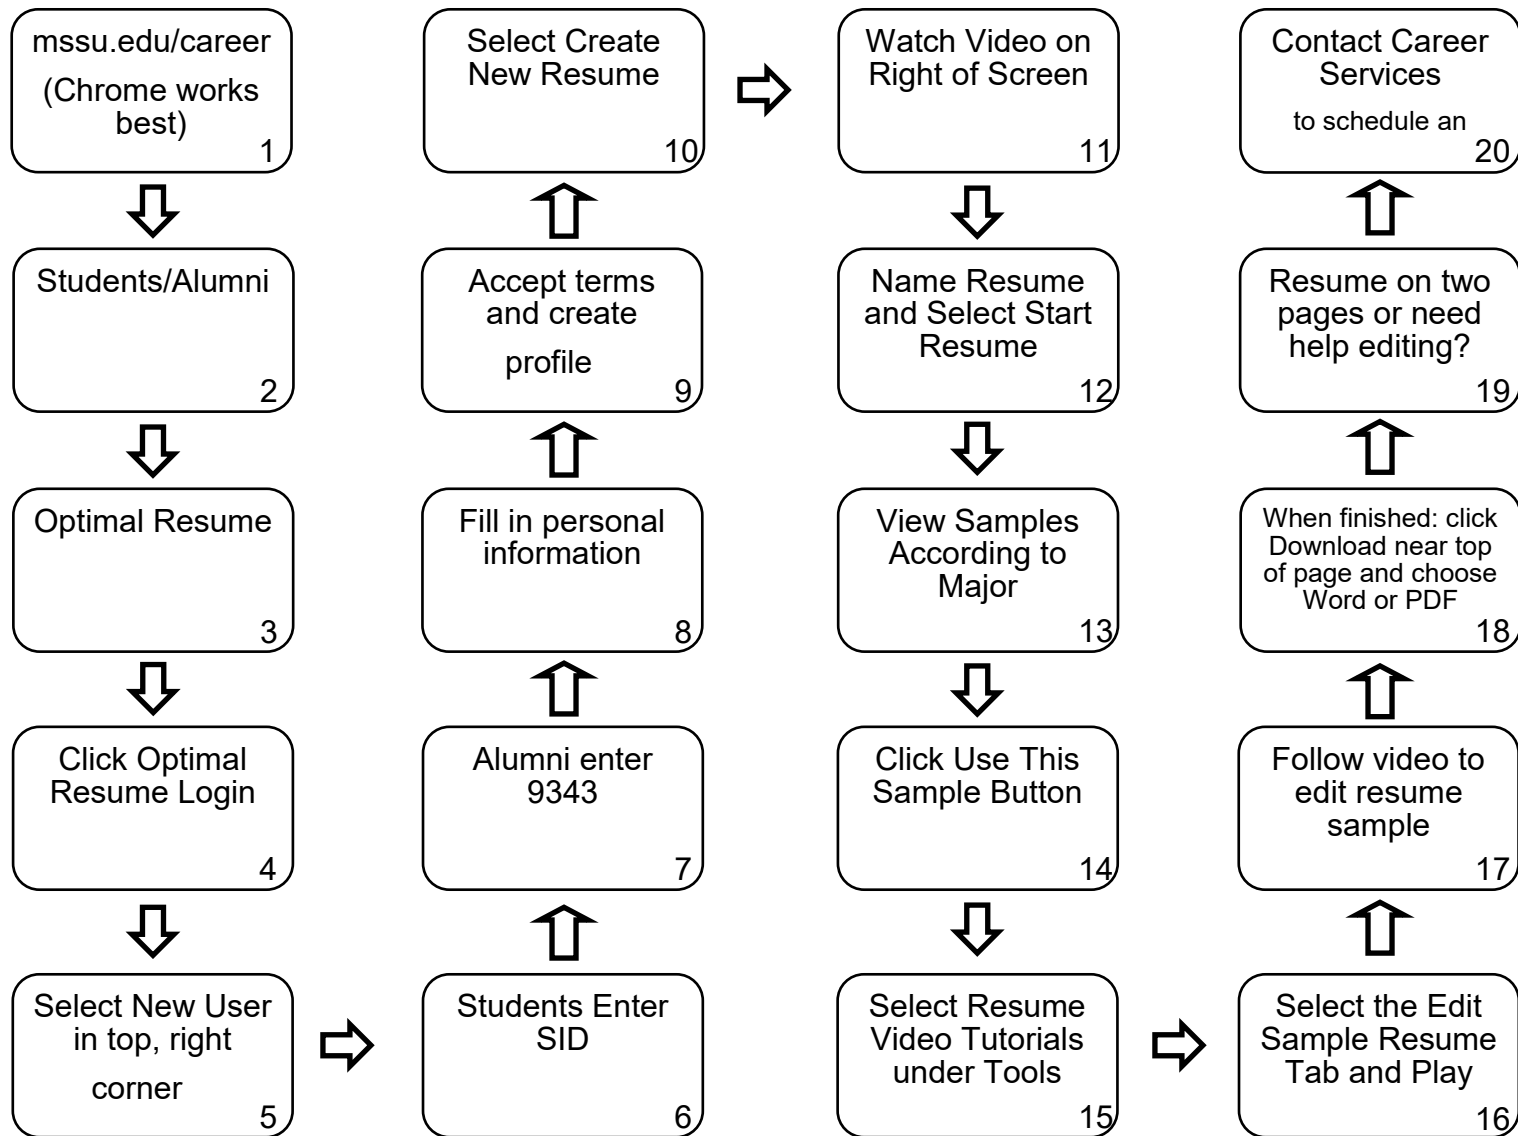 mssu.edu/career
(Chrome works
best)
1
Students/Alumni
2
Optimal Resume
3
Click Optimal
Resume Login
4
Select New User
in top, right
corner
5
Students Enter
SID
6
Alumni enter
9343
7
Fill in personal
information
8
Accept terms
and create
profile
9
Select Create
New Resume
10
Watch Video on
Right of Screen
11
Name Resume
and Select Start
Resume
12
View Samples
According to
Major
13
Click Use This
Sample Button
14
Select Resume
Video Tutorials
under Tools
15
Select the Edit
Sample Resume
Tab and Play
16
Follow video to
edit resume
sample
17
When finished: click
Download near top
of page and choose
Word or PDF
18
Resume on two
pages or need
help editing?
19
Contact Career
Services
to schedule an
20